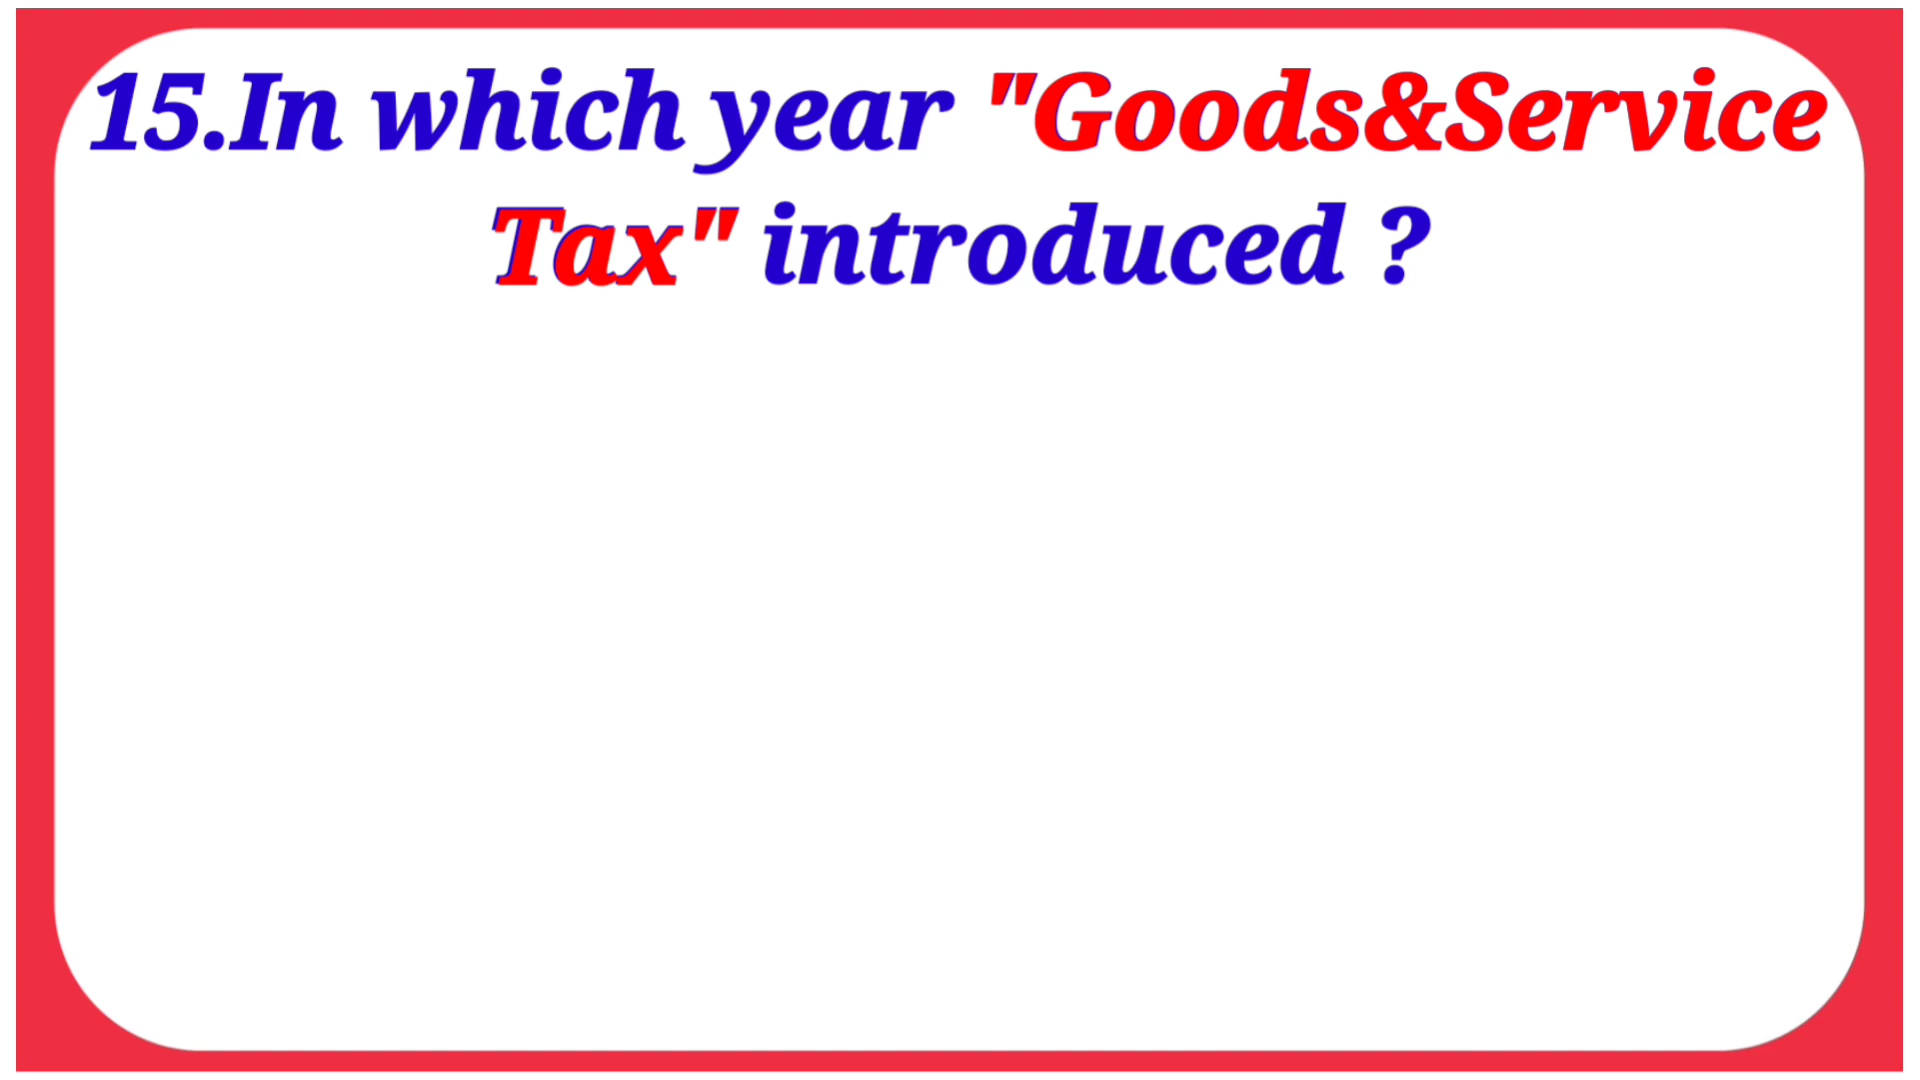 15.In which year "Goods&Service
Tax" introduced ?